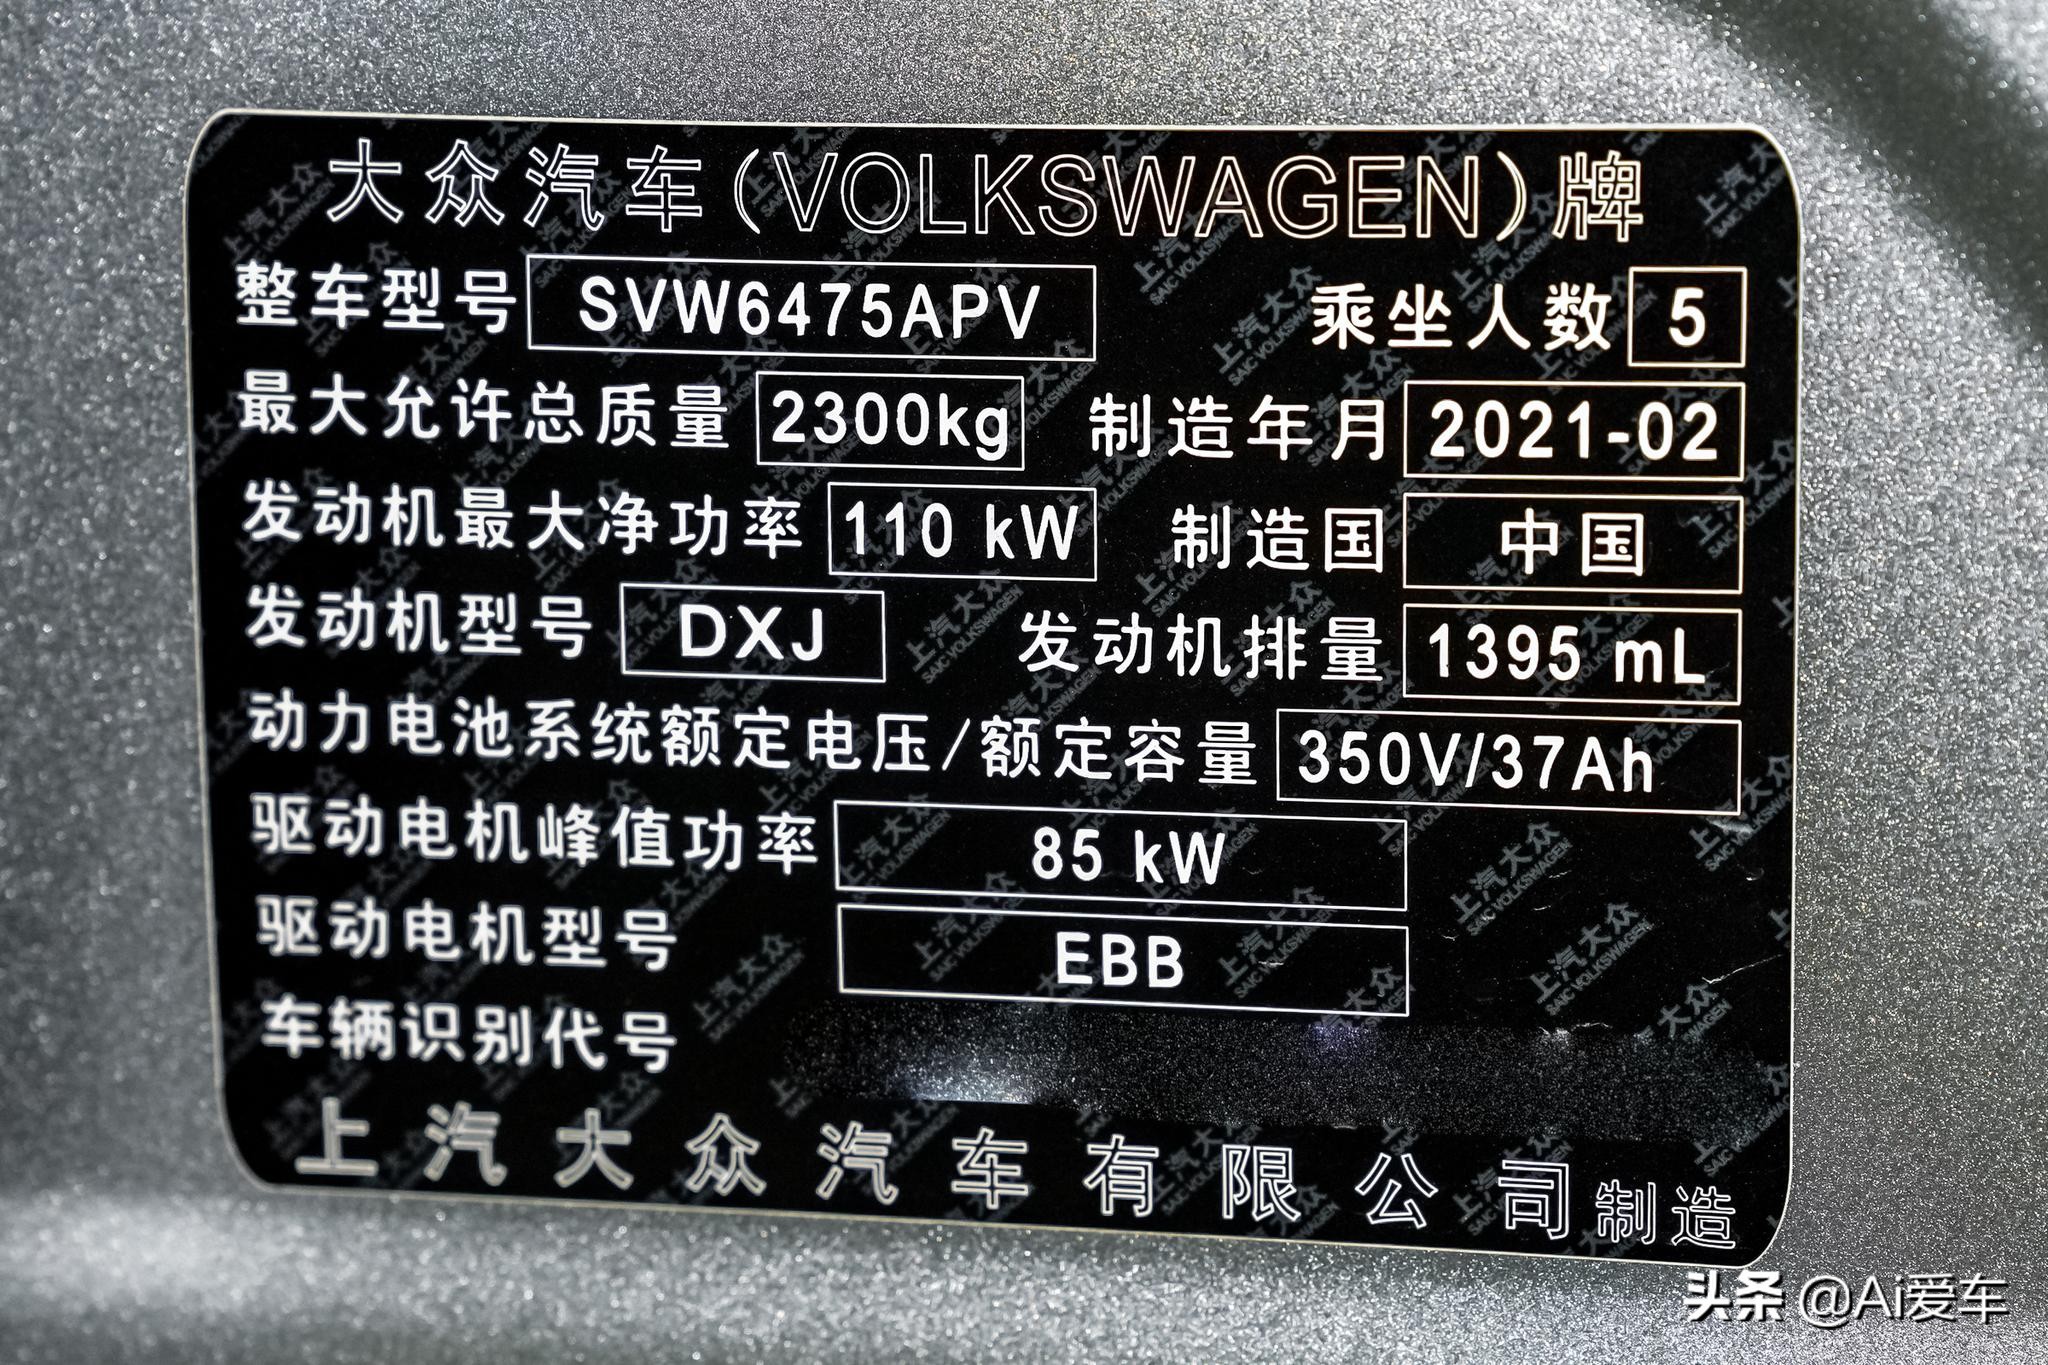 大众汽车(VOLKSWAGEN)牌
整车型号 SVW6475APV 乘坐人数 5
最大允许总质量 2300kg 制造年月 2021-02
发动机最大净功率 110 kW 制造国 中国
发动机型号 DXJ 发动机排量 1395 mL
动力电池系统额定电压/额定容量 350V/37Ah
驱动电机峰值功率 85 kW
驱动电机型号 EBB
车辆识别代号
上汽大众汽车有限公司制造
头条 @Ai爱车